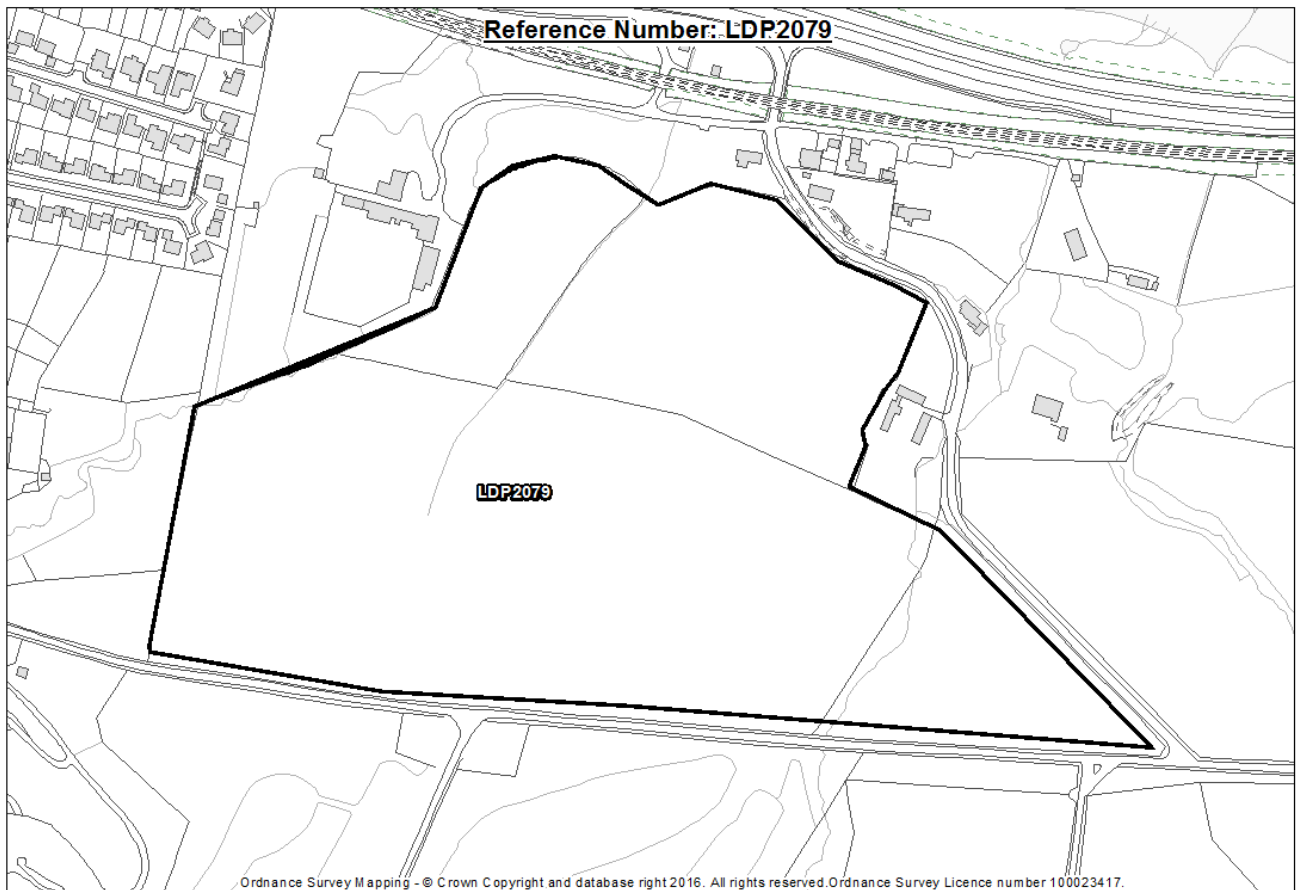 Reference Number: LDP2079
LDP2079
Ordnance Survey Mapping - © Crown Copyright and database right 2016. All rights reserved.Ordnance Survey Licence number 100023417.